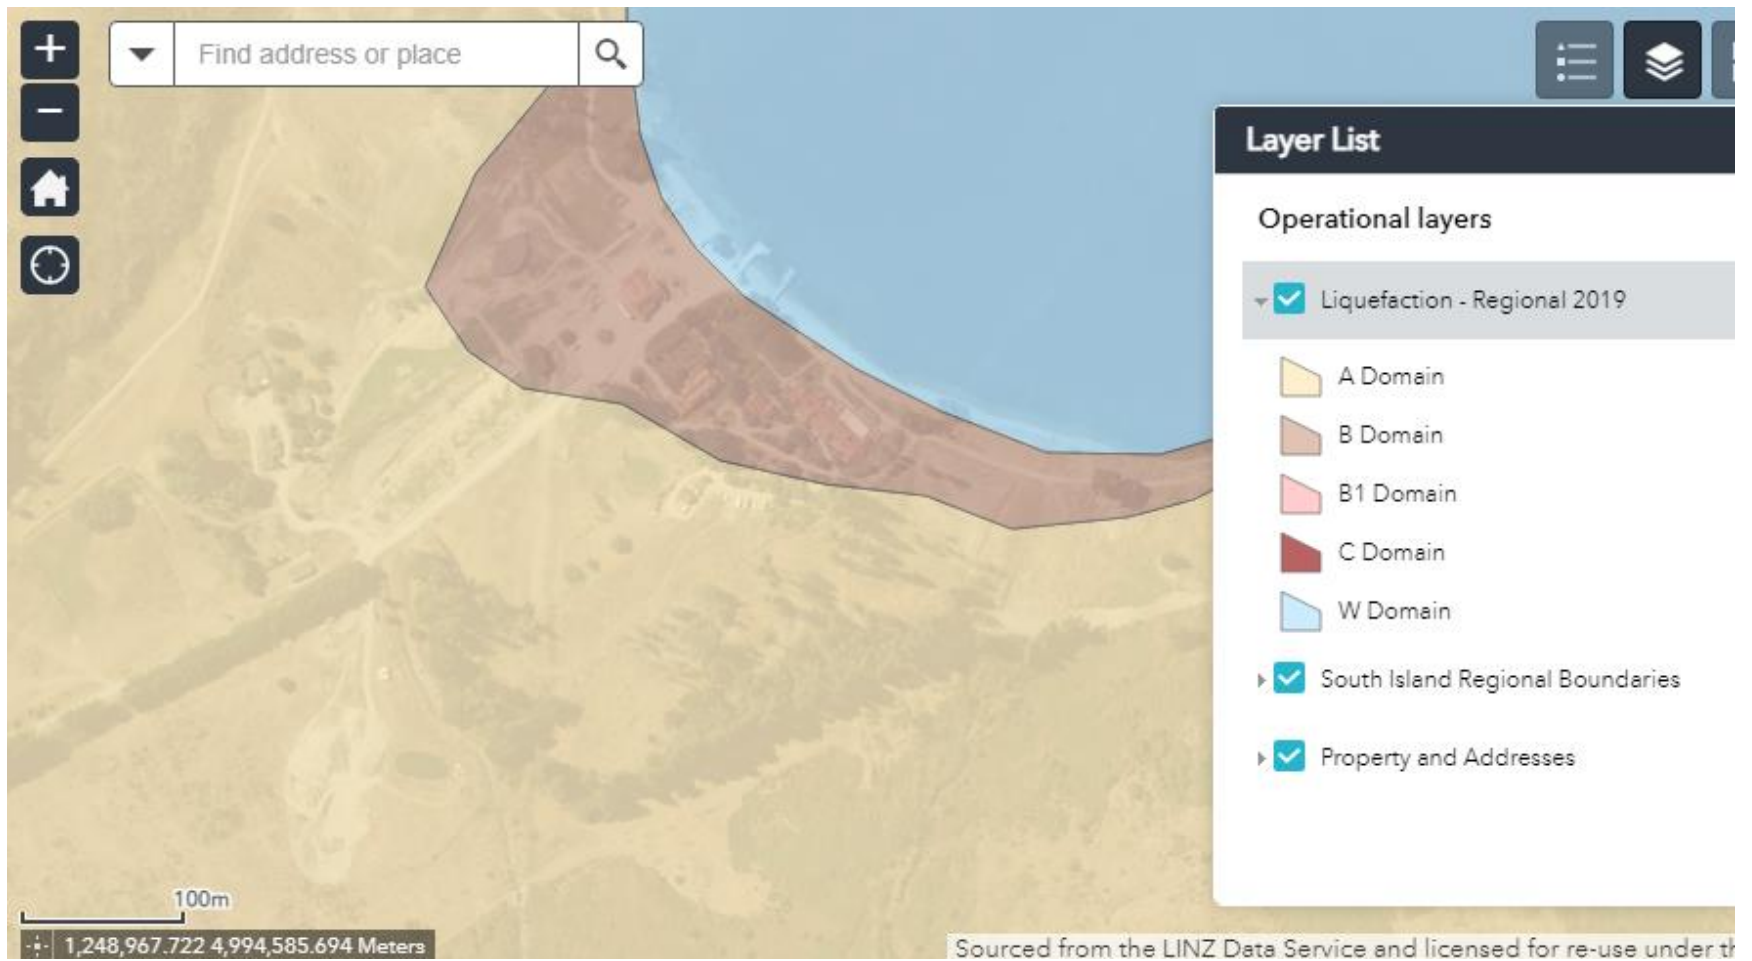 Find address or place
Layer List
Operational layers
Liquefaction - Regional 2019
A Domain
B Domain
B1 Domain
C Domain
W Domain
South Island Regional Boundaries
Property and Addresses
100m
1,248,967.722 4,994,585.694 Meters
Sourced from the LINZ Data Service and licensed for re-use under